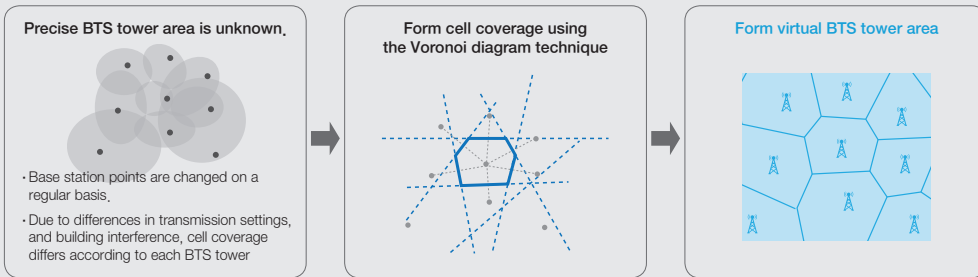 Precise BTS tower area is unknown.
· Base station points are changed on a
regular basis.
· Due to differences in transmission settings,
and building interference, cell coverage
differs according to each BTS tower
Form cell coverage using
the Voronoi diagram technique
Form virtual BTS tower area